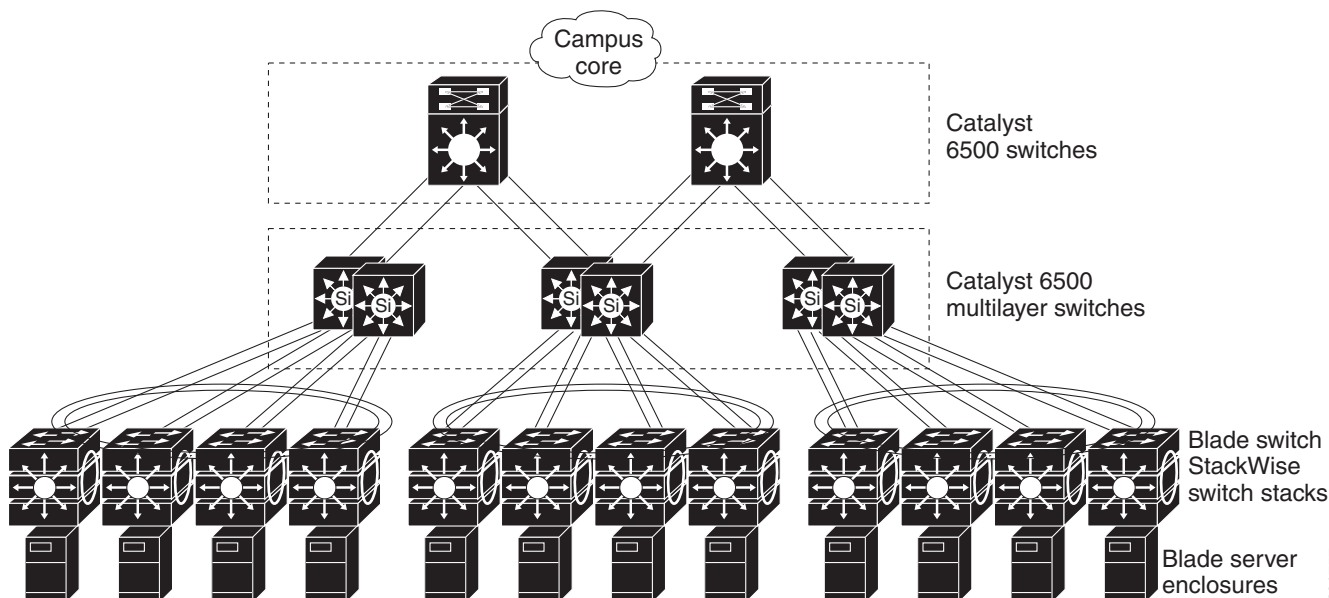 Campus
core
Catalyst
6500 switches
Si
Si
Si
Si
Si
Si
Catalyst 6500
multilayer switches
Blade switch
StackWise
switch stacks
Blade server
enclosures